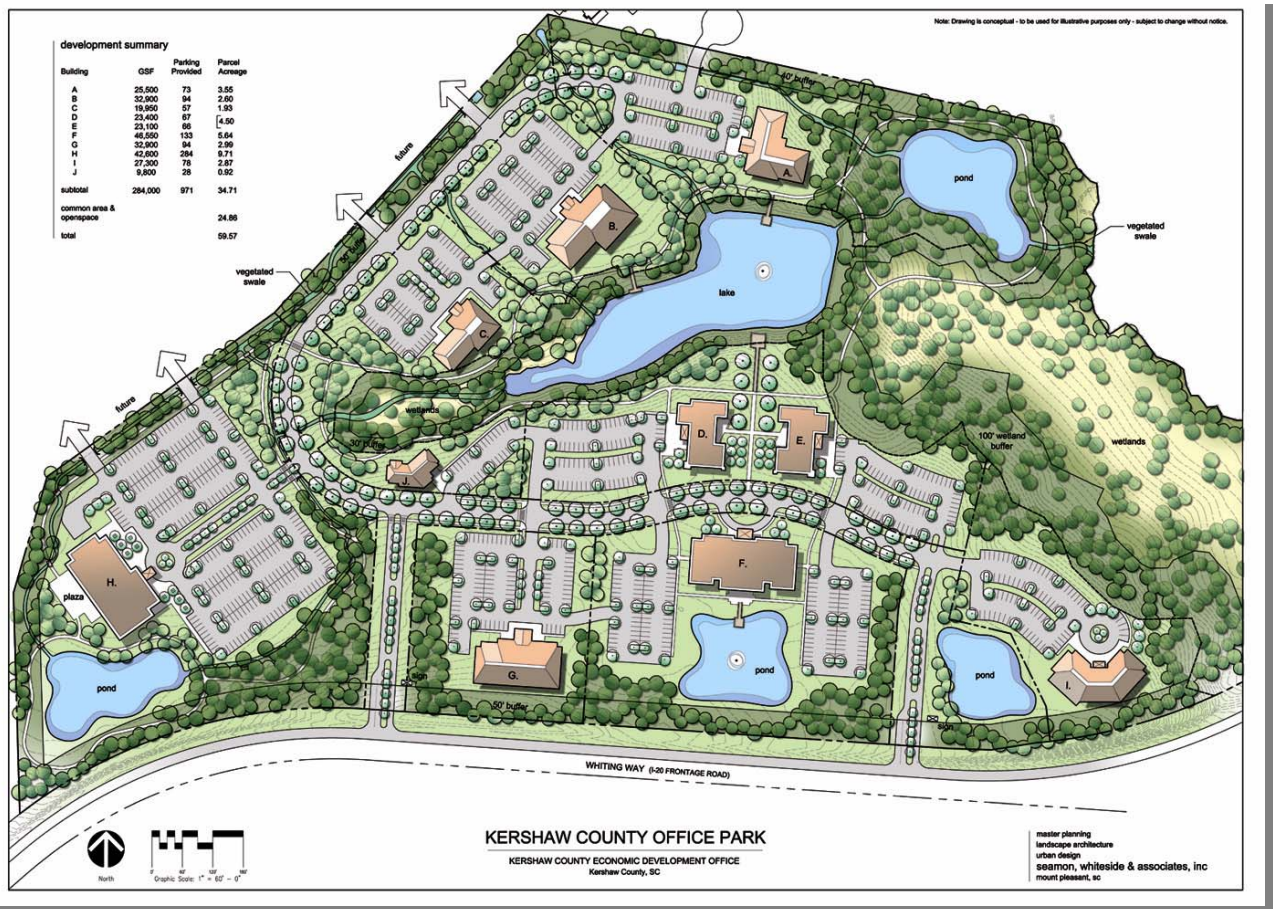 Note: Drawing is conceptual - to be used for illustrative purposes only - subject to change without notice.
development summary
Building GSF Parking Provided Parcel Acreage
A 25,500 73 3.55
B 32,900 94 2.60
C 19,950 57 1.93
D 23,400 67
E 23,100 66 4.50
F 46,550 133 5.64
G 32,900 94 2.99
H 42,600 284 9.71
I 27,300 78 2.87
J 9,800 28 0.92
subtotal 284,000 971 34.71
common area &
openspace 24.86
total 59.57
40' buffer
future
A.
pond
B.
50' buffer
vegetated
swale
vegetated
swale
lake
C.
future
wetlands
30' buffer
D.
E.
100' wetland
buffer
wetlands
J.
H.
plaza
F.
G.
I.
pond
pond
pond
sign
50' buffer
sign
WHITING WAY (I-20 FRONTAGE ROAD)
North
0' 60' 120' 180'
Graphic Scale: 1" = 60' - 0"
KERSHAW COUNTY OFFICE PARK
KERSHAW COUNTY ECONOMIC DEVELOPMENT OFFICE
Kershaw County, SC
master planning
landscape architecture
urban design
seamon, whiteside & associates, inc
mount pleasant, sc